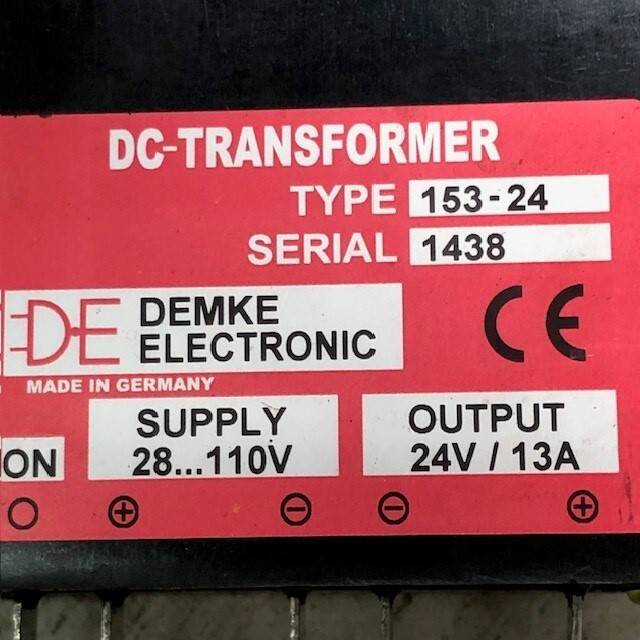 DC-TRANSFORMER
TYPE 153-24
SERIAL 1438
DE DEMKE
ELECTRONIC
CE
MADE IN GERMANY
SUPPLY
28...110V
OUTPUT
24V / 13A
ON
+ - - +